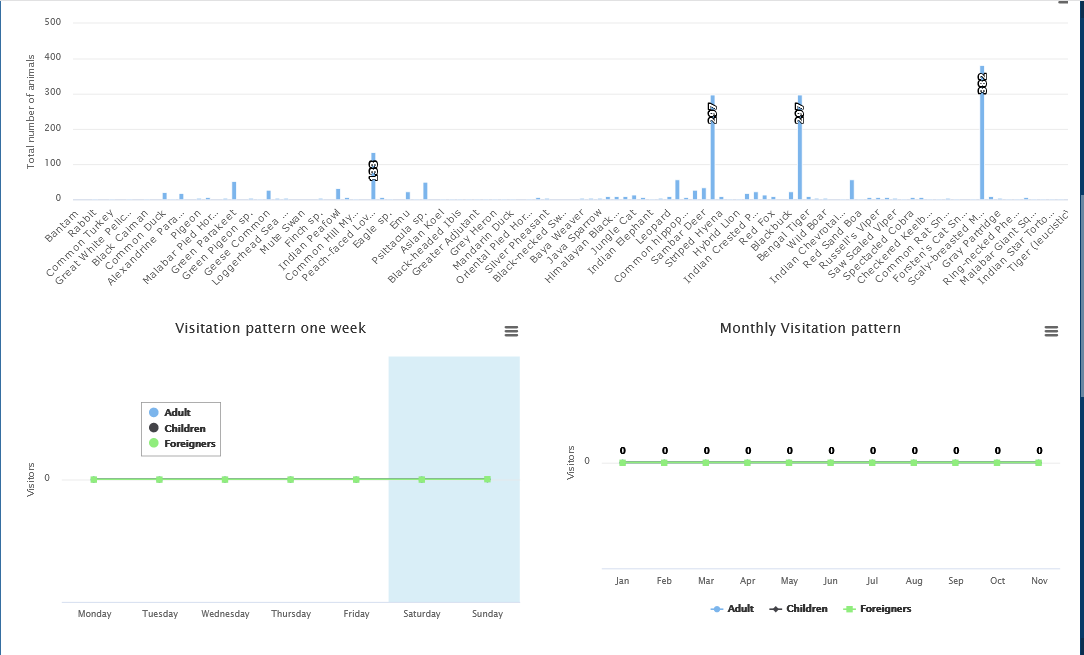 500
400
300
200
100
0
Total number of animals
Bantam
Rabbit
Common Turkey
Great White Pelic...
Black Caiman
Common Duck
Alexandrine Para...
Pigeon
Malabar Pied Hor...
Green Parakeet
Green Pigeon sp...
Geese Common
Loggerhead Sea ...
Mute Swan
Finch sp.
Indian Peafowl
Common Hill My...
Peach-faced Lov...
Eagle sp.
Emu
Psittacula sp.
Asian Koel
Black-headed Ibis
Greater Adjutant
Grey Heron
Mandarin Duck
Oriental Pied Hor...
Silver Pheasant
Black-necked Sw...
Baya Weaver
Java Sparrow
Himalayan Black...
Jungle Cat
Indian Elephant
Leopard
Common hippop...
Sambar Deer
Striped Hyena
Hybrid Lion
Indian Crested P...
Red Fox
Blackbuck
Bengal Tiger
Wild Boar
Indian Chevrotai...
Red Sand Boa
Russell's Viper
Saw Scaled Viper
Spectacled Cobra
Checkered Keelb...
Common Rat Sn...
Forsten's Cat Sn...
Scaly-breasted M...
Gray Partridge
Ring-necked Phe...
Malabar Giant Sq...
Indian Star Torto...
Tiger (leucistic
Visitation pattern one week
Adult
Children
Foreigners
Visitors
0
Monday Tuesday Wednesday Thursday Friday Saturday Sunday
Monthly Visitation pattern
Visitors
0 0 0 0 0 0 0 0 0 0 0
0
Jan Feb Mar Apr May Jun Jul Aug Sep Oct Nov
Adult Children Foreigners